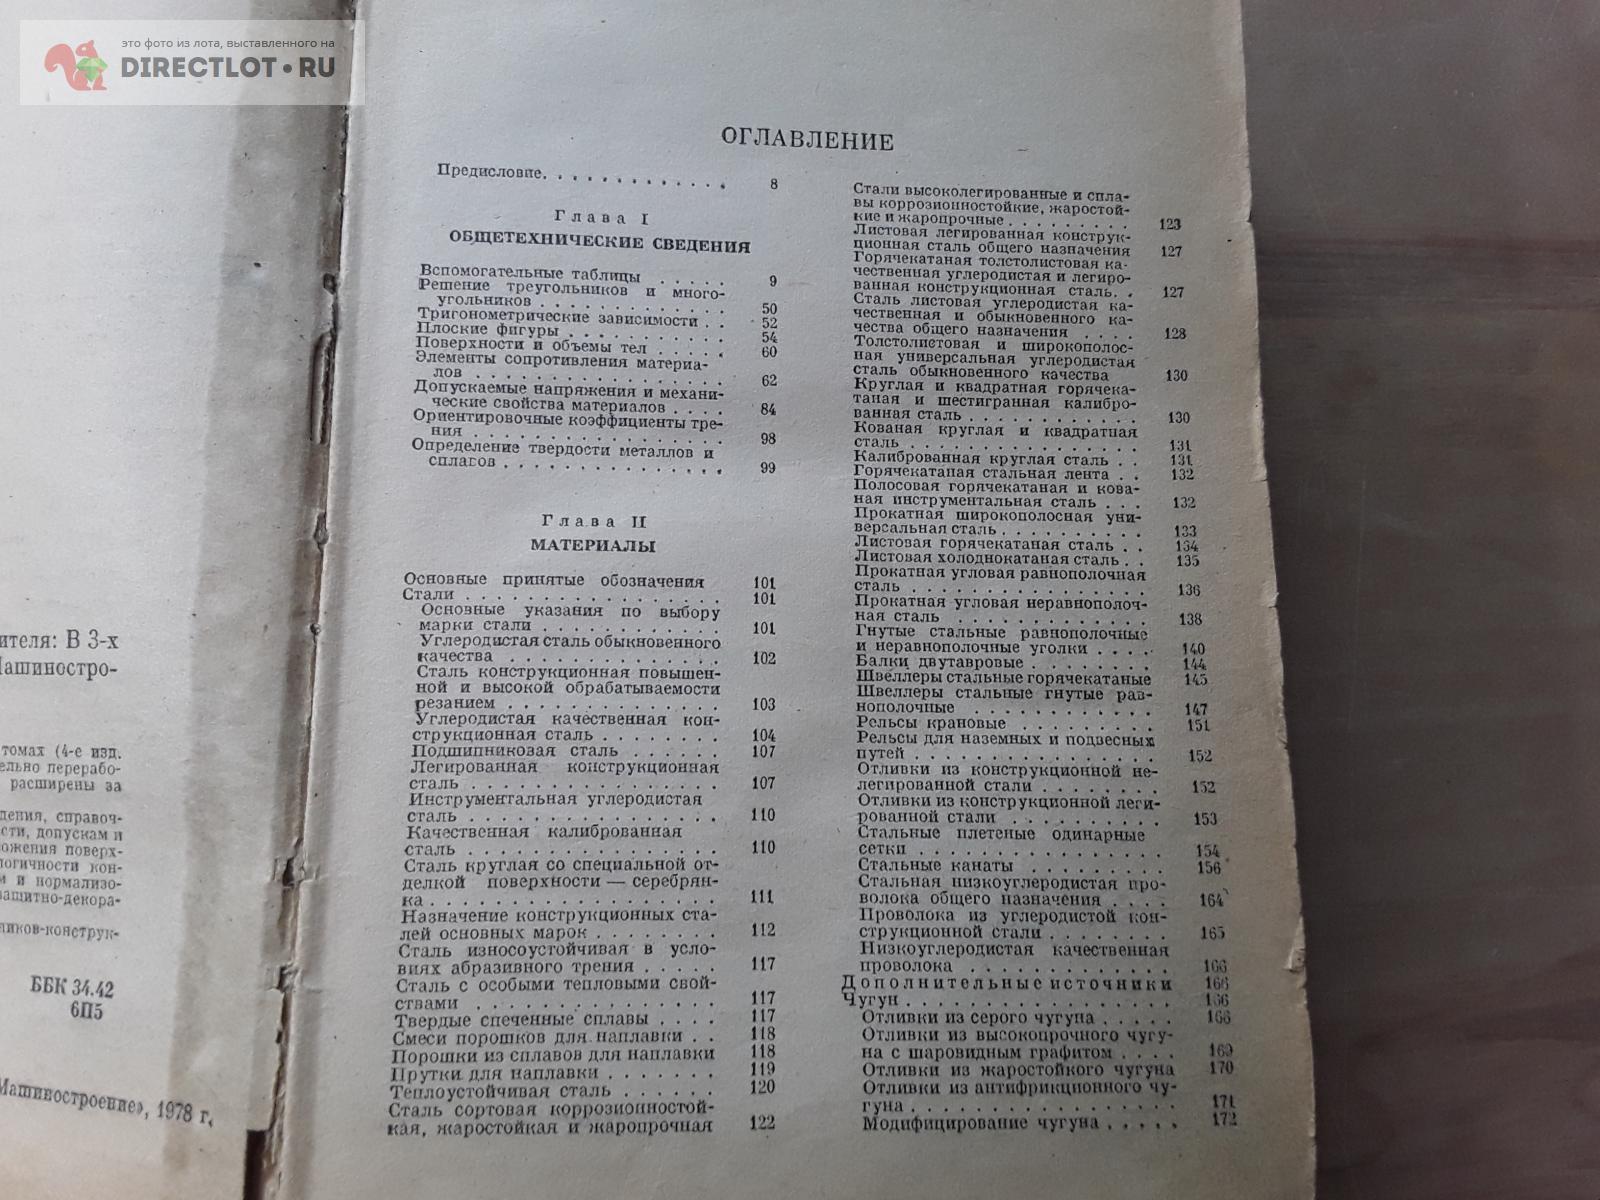 это фото из лота, выставленного на
DIRECTLOT•RU
ителя: В 3-х
Машиностро-
томах (4-е изд.
ельно перерабо-
расширены за
дения, справоч-
сти, допускам и
ожения поверх-
логичности кон-
м и нормализо-
защитно-декора-
ников-конструк-
ББК 34.42
6П5
Машиностроение», 1978 г.
ОГЛАВЛЕНИЕ
Предисловие. . . . . . . . . . . . . 8
Глава I
ОБЩЕТЕХНИЧЕСКИЕ СВЕДЕНИЯ
Вспомогательные таблицы . . . . . 9
Решение треугольников и много-
угольников . . . . . . . . . . . . 50
Тригонометрические зависимости . . 52
Плоские фигуры . . . . . . . . . . 54
Поверхности и объемы тел . . . . . 60
Элементы сопротивления материа-
лов . . . . . . . . . . . . . . . . 62
Допускаемые напряжения и механи-
ческие свойства материалов . . . . 84
Ориентировочные коэффициенты тре-
ния . . . . . . . . . . . . . . . . 98
Определение твердости металлов и
сплавов . . . . . . . . . . . . . . 99
Глава II
МАТЕРИАЛЫ
Основные принятые обозначения 101
Стали . . . . . . . . . . . . . . . 101
Основные указания по выбору
марки стали . . . . . . . . . . . 101
Углеродистая сталь обыкновенного
качества . . . . . . . . . . . . . 102
Сталь конструкционная повышен-
ной и высокой обрабатываемости
резанием . . . . . . . . . . . . . 103
Углеродистая качественная кон-
струкционная сталь . . . . . . . 104
Подшипниковая сталь . . . . . . . 107
Легированная конструкционная
сталь . . . . . . . . . . . . . . . 107
Инструментальная углеродистая
сталь . . . . . . . . . . . . . . . 110
Качественная калиброванная
сталь . . . . . . . . . . . . . . . 110
Сталь круглая со специальной от-
делкой поверхности — серебрян-
ка . . . . . . . . . . . . . . . . . 111
Назначение конструкционных ста-
лей основных марок . . . . . . . 112
Сталь износоустойчивая в усло-
виях абразивного трения . . . . . 117
Сталь с особыми тепловыми свой-
ствами . . . . . . . . . . . . . . 117
Твердые спеченные сплавы . . . . 117
Смеси порошков для наплавки . . 118
Порошки из сплавов для наплавки 118
Прутки для наплавки . . . . . . . 119
Теплоустойчивая сталь . . . . . . 120
Сталь сортовая коррозионностой-
кая, жаростойкая и жаропрочная 122
Стали высоколегированные и спла-
вы коррозионностойкие, жаростой-
кие и жаропрочные . . . . . . . . . 123
Листовая легированная конструк-
ционная сталь общего назначения 127
Горячекатаная толстолистовая ка-
чественная углеродистая и легиро-
ванная конструкционная сталь. . 127
Сталь листовая углеродистая ка-
чественная и обыкновенного ка-
чества общего назначения . . . . 128
Толстолистовая и широкополос-
ная универсальная углеродистая
сталь обыкновенного качества 130
Круглая и квадратная горячека-
таная и шестигранная калибро-
ванная сталь . . . . . . . . . . . 130
Кованая круглая и квадратная
сталь . . . . . . . . . . . . . . . 131
Калиброванная круглая сталь . . 131
Горячекатаная стальная лента . . 132
Полосовая горячекатаная и кова-
ная инструментальная сталь . . . 132
Прокатная широкополосная уни-
версальная сталь . . . . . . . . . 133
Листовая горячекатаная сталь . . 134
Листовая холоднокатаная сталь . . 135
Прокатная угловая равнополочная
сталь . . . . . . . . . . . . . . . 136
Прокатная угловая неравнополоч-
ная сталь . . . . . . . . . . . . . 138
Гнутые стальные равнополочные
и неравнополочные уголки . . . . 140
Балки двутавровые . . . . . . . . 144
Швеллеры стальные горячекатаные 145
Швеллеры стальные гнутые рав-
нополочные . . . . . . . . . . . . 147
Рельсы крановые . . . . . . . . . 151
Рельсы для наземных и подвесных
путей . . . . . . . . . . . . . . . 152
Отливки из конструкционной не-
легированной стали . . . . . . . . 152
Отливки из конструкционной леги-
рованной стали . . . . . . . . . . 153
Стальные плетеные одинарные
сетки . . . . . . . . . . . . . . . 154
Стальные канаты . . . . . . . . . 156
Стальная низкоуглеродистая про-
волока общего назначения . . . . 164
Проволока из углеродистой кон-
струкционной стали . . . . . . . . 165
Низкоуглеродистая качественная
проволока . . . . . . . . . . . . . 166
Дополнительные источники 166
Чугун . . . . . . . . . . . . . . . . 166
Отливки из серого чугуна . . . . . 166
Отливки из высокопрочного чугу-
на с шаровидным графитом . . . . 169
Отливки из жаростойкого чугуна 170
Отливки из антифрикционного чу-
гуна . . . . . . . . . . . . . . . . 171
Модифицирование чугуна . . . . . 172